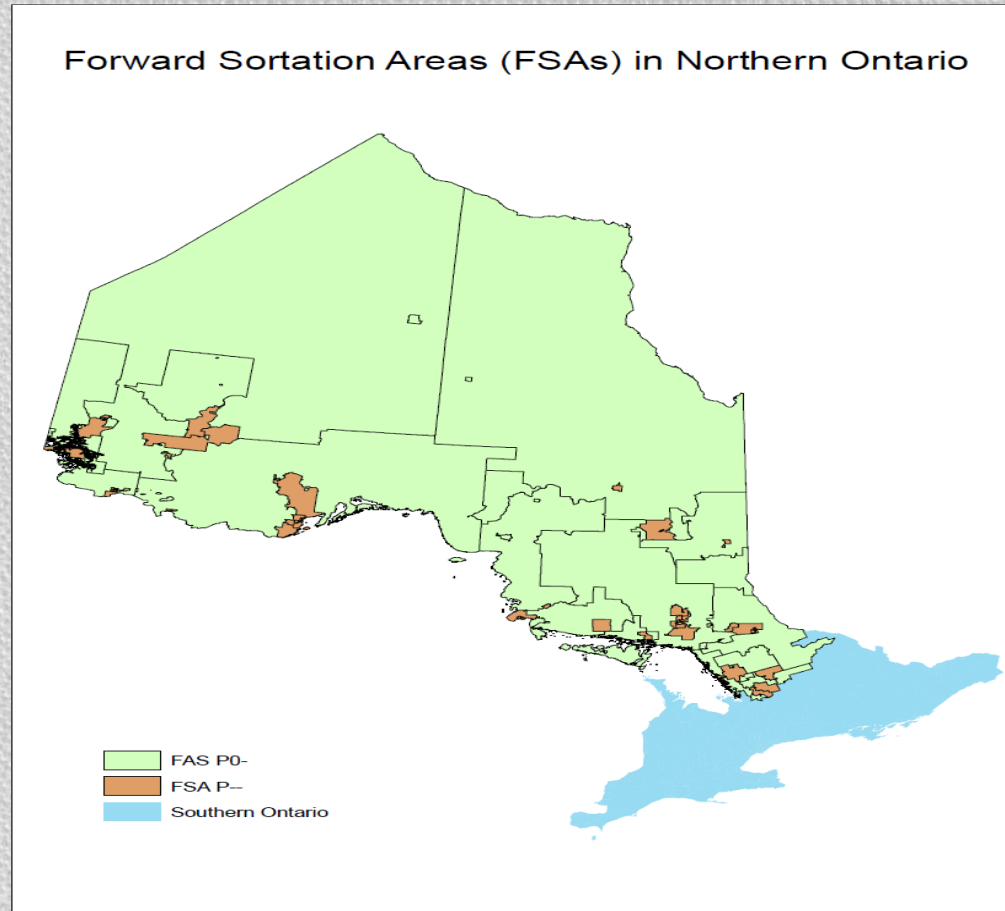 Forward Sortation Areas (FSAs) in Northern Ontario
FAS P0-
FSA P--
Southern Ontario